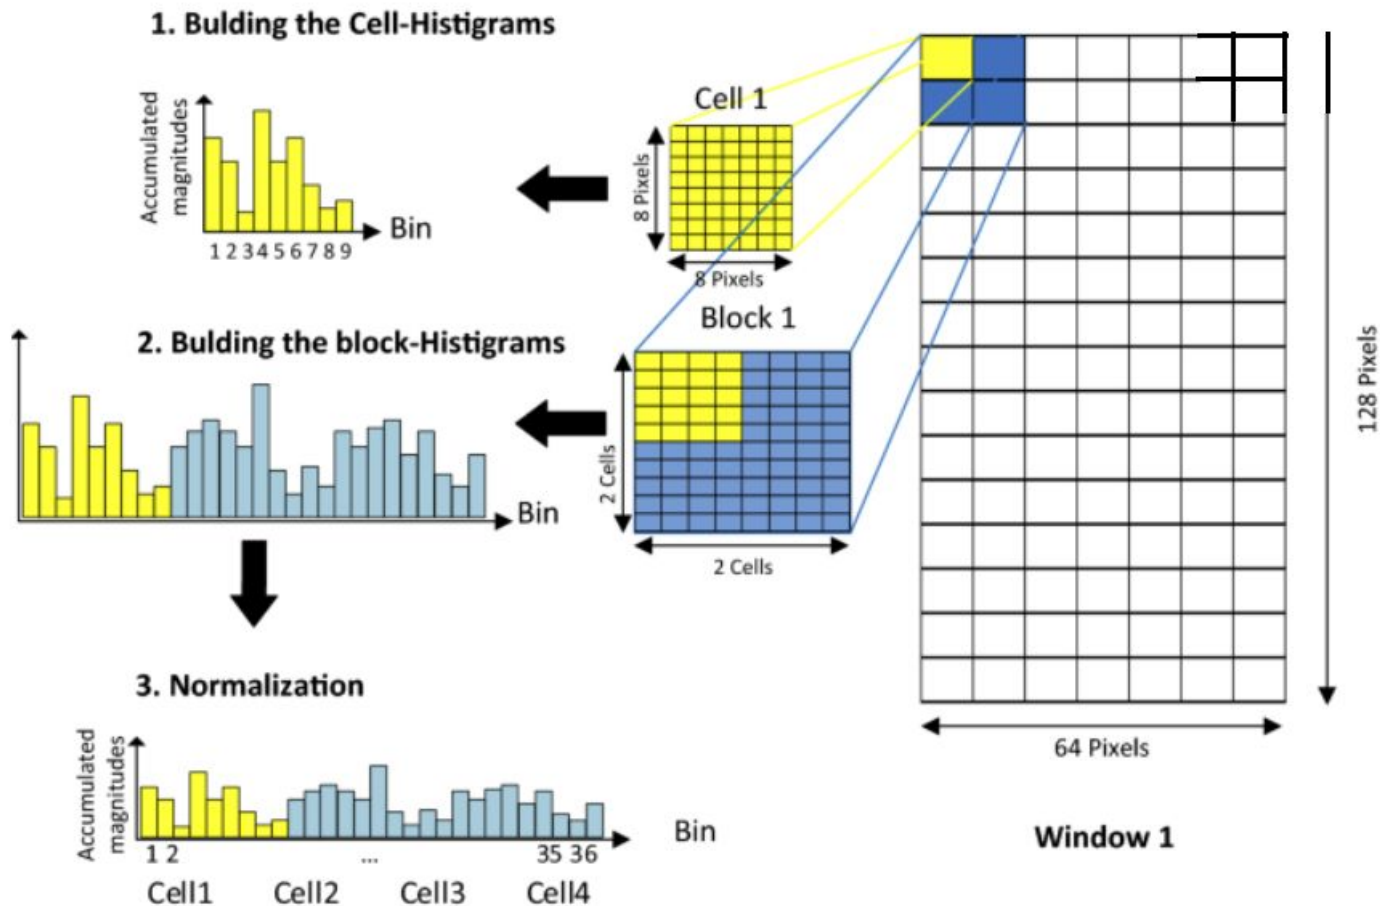 1. Bulding the Cell-Histigrams
Accumulated
magnitudes
Bin
1 2 3 4 5 6 7 8 9
Cell 1
8 Pixels
8 Pixels
2. Bulding the block-Histigrams
Bin
Block 1
2 Cells
2 Cells
3. Normalization
Accumulated
magnitudes
Bin
1 2 ... 35 36
Cell1 Cell2 Cell3 Cell4
128 Pixels
64 Pixels
Window 1